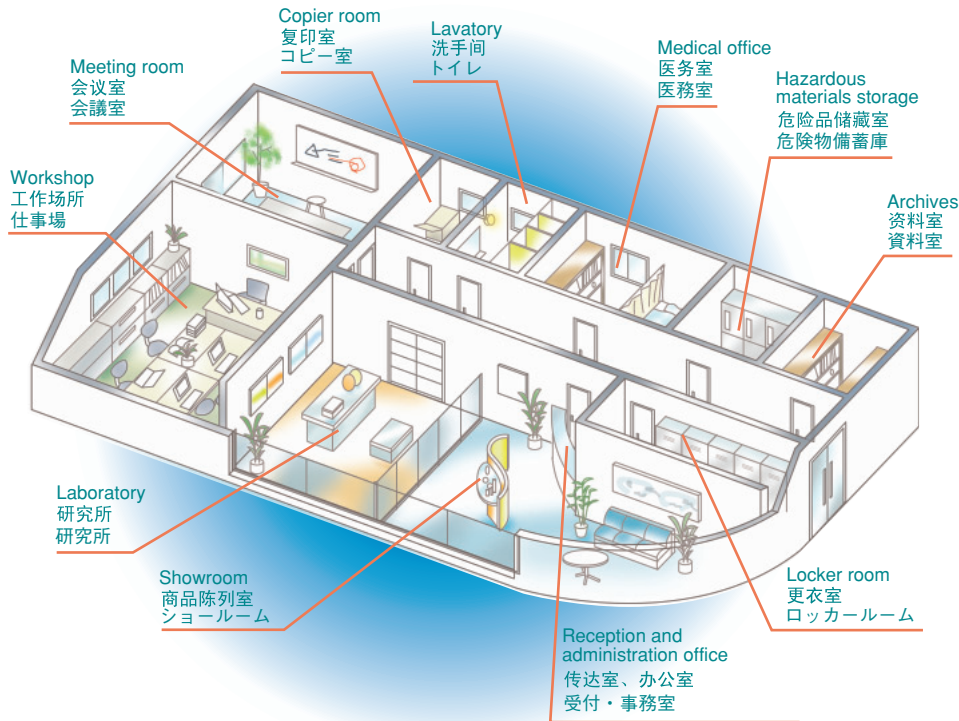 Copier room
复印室
コピー室
Lavatory
洗手间
トイレ
Meeting room
会议室
会議室
Medical office
医务室
医務室
Hazardous
materials storage
危险品储藏室
危険物備蓄庫
Workshop
工作场所
仕事場
Archives
资料室
資料室
Laboratory
研究所
研究所
Showroom
商品陈列室
ショールーム
Locker room
更衣室
ロッカールーム
Reception and
administration office
传达室、办公室
受付・事務室